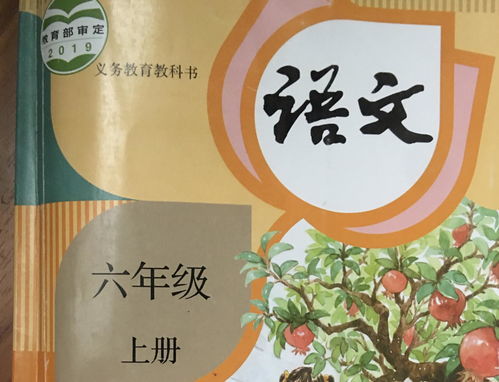 教育部审定
2019
义务教育教科书
语文
六年级
上册